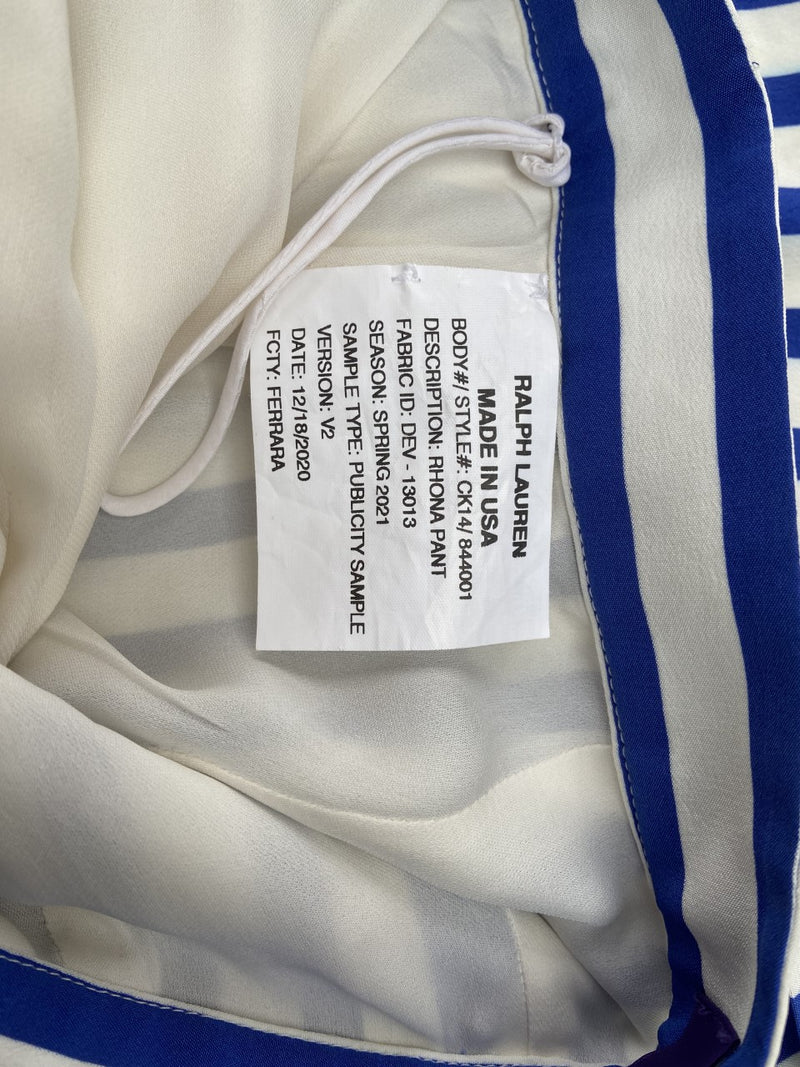 RALPH LAUREN
MADE IN USA
BODY#/ STYLE#: CK14/ 844001
DESCRIPTION: RHONA PANT
FABRIC ID: DEV - 13013
SEASON: SPRING 2021
SAMPLE TYPE: PUBLICITY SAMPLE
VERSION: V2
DATE: 12/18/2020
FCTY: FERRARA